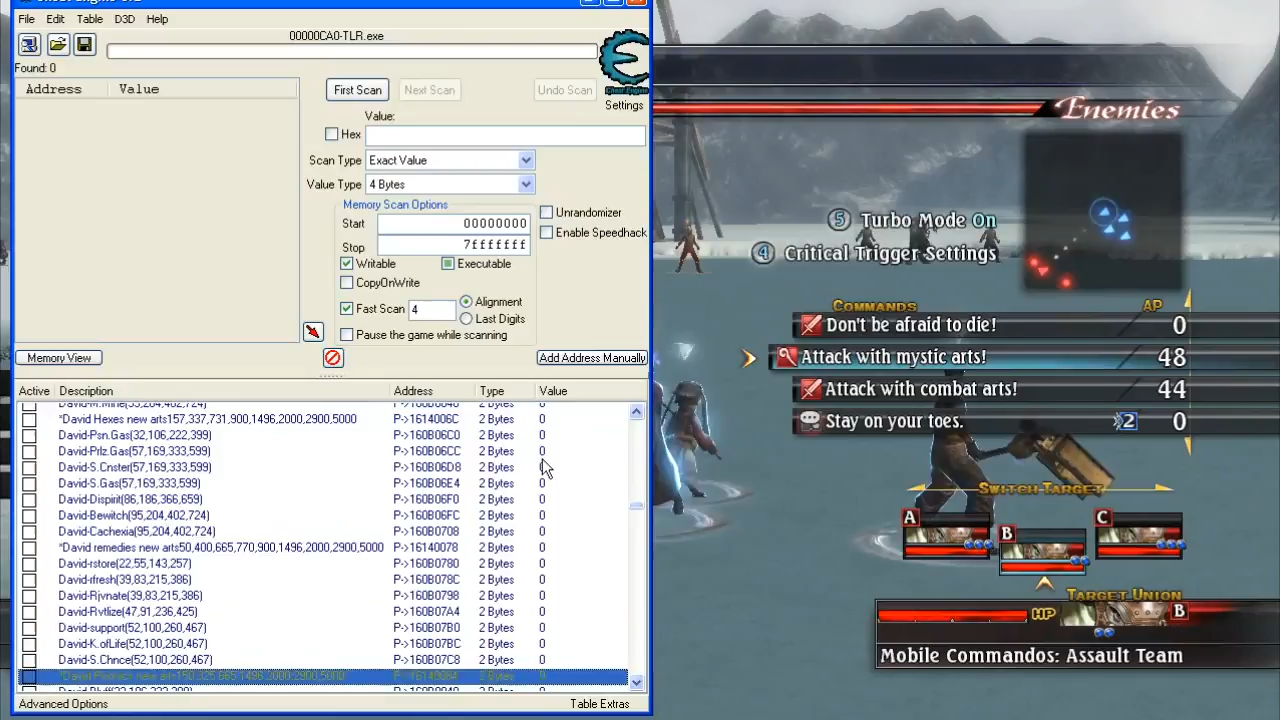 File Edit Table D3D Help
00000CA0-TLR.exe
Found: 0
Address Value
First Scan Next Scan Undo Scan
Settings
Value:
Hex
Scan Type Exact Value
Value Type 4 Bytes
Memory Scan Options
Start 00000000
Stop 7fffffff
Unrandomizer
Enable Speedhack
Writable Executable
CopyOnWrite
Fast Scan 4 Alignment
Last Digits
Pause the game while scanning
Memory View Add Address Manually
Active Description Address Type Value
*David Hexes new arts157,337,731,900,1496,2000,2900,5000 P->1614006C 2 Bytes 0
David-Psn.Gas(32,106,222,399) P->160B06C0 2 Bytes 0
David-Prlz.Gas(57,169,333,599) P->160B06CC 2 Bytes 0
David-S.Cnster(57,169,333,599) P->160B06D8 2 Bytes 0
David-S.Gas(57,169,333,599) P->160B06E4 2 Bytes 0
David-Dispirit(86,186,366,659) P->160B06F0 2 Bytes 0
David-Bewitch(95,204,402,724) P->160B06FC 2 Bytes 0
David-Cachexia(95,204,402,724) P->160B0708 2 Bytes 0
*David remedies new arts50,400,665,770,900,1496,2000,2900,5000 P->16140078 2 Bytes 0
David-rstore(22,55,143,257) P->160B0780 2 Bytes 0
David-rfresh(39,83,215,386) P->160B078C 2 Bytes 0
David-Rjvnate(39,83,215,386) P->160B0798 2 Bytes 0
David-Rvtlize(47,91,236,425) P->160B07A4 2 Bytes 0
David-support(52,100,260,467) P->160B07B0 2 Bytes 0
David-K.ofLife(52,100,260,467) P->160B07BC 2 Bytes 0
David-S.Chnce(52,100,260,467) P->160B07C8 2 Bytes 0
Advanced Options Table Extras
Enemies
5 Turbo Mode On
4 Critical Trigger Settings
Commands AP
Don't be afraid to die! 0
Attack with mystic arts! 48
Attack with combat arts! 44
Stay on your toes. 2 0
Switch Target
A B C
Target Union
HP B
Mobile Commandos: Assault Team